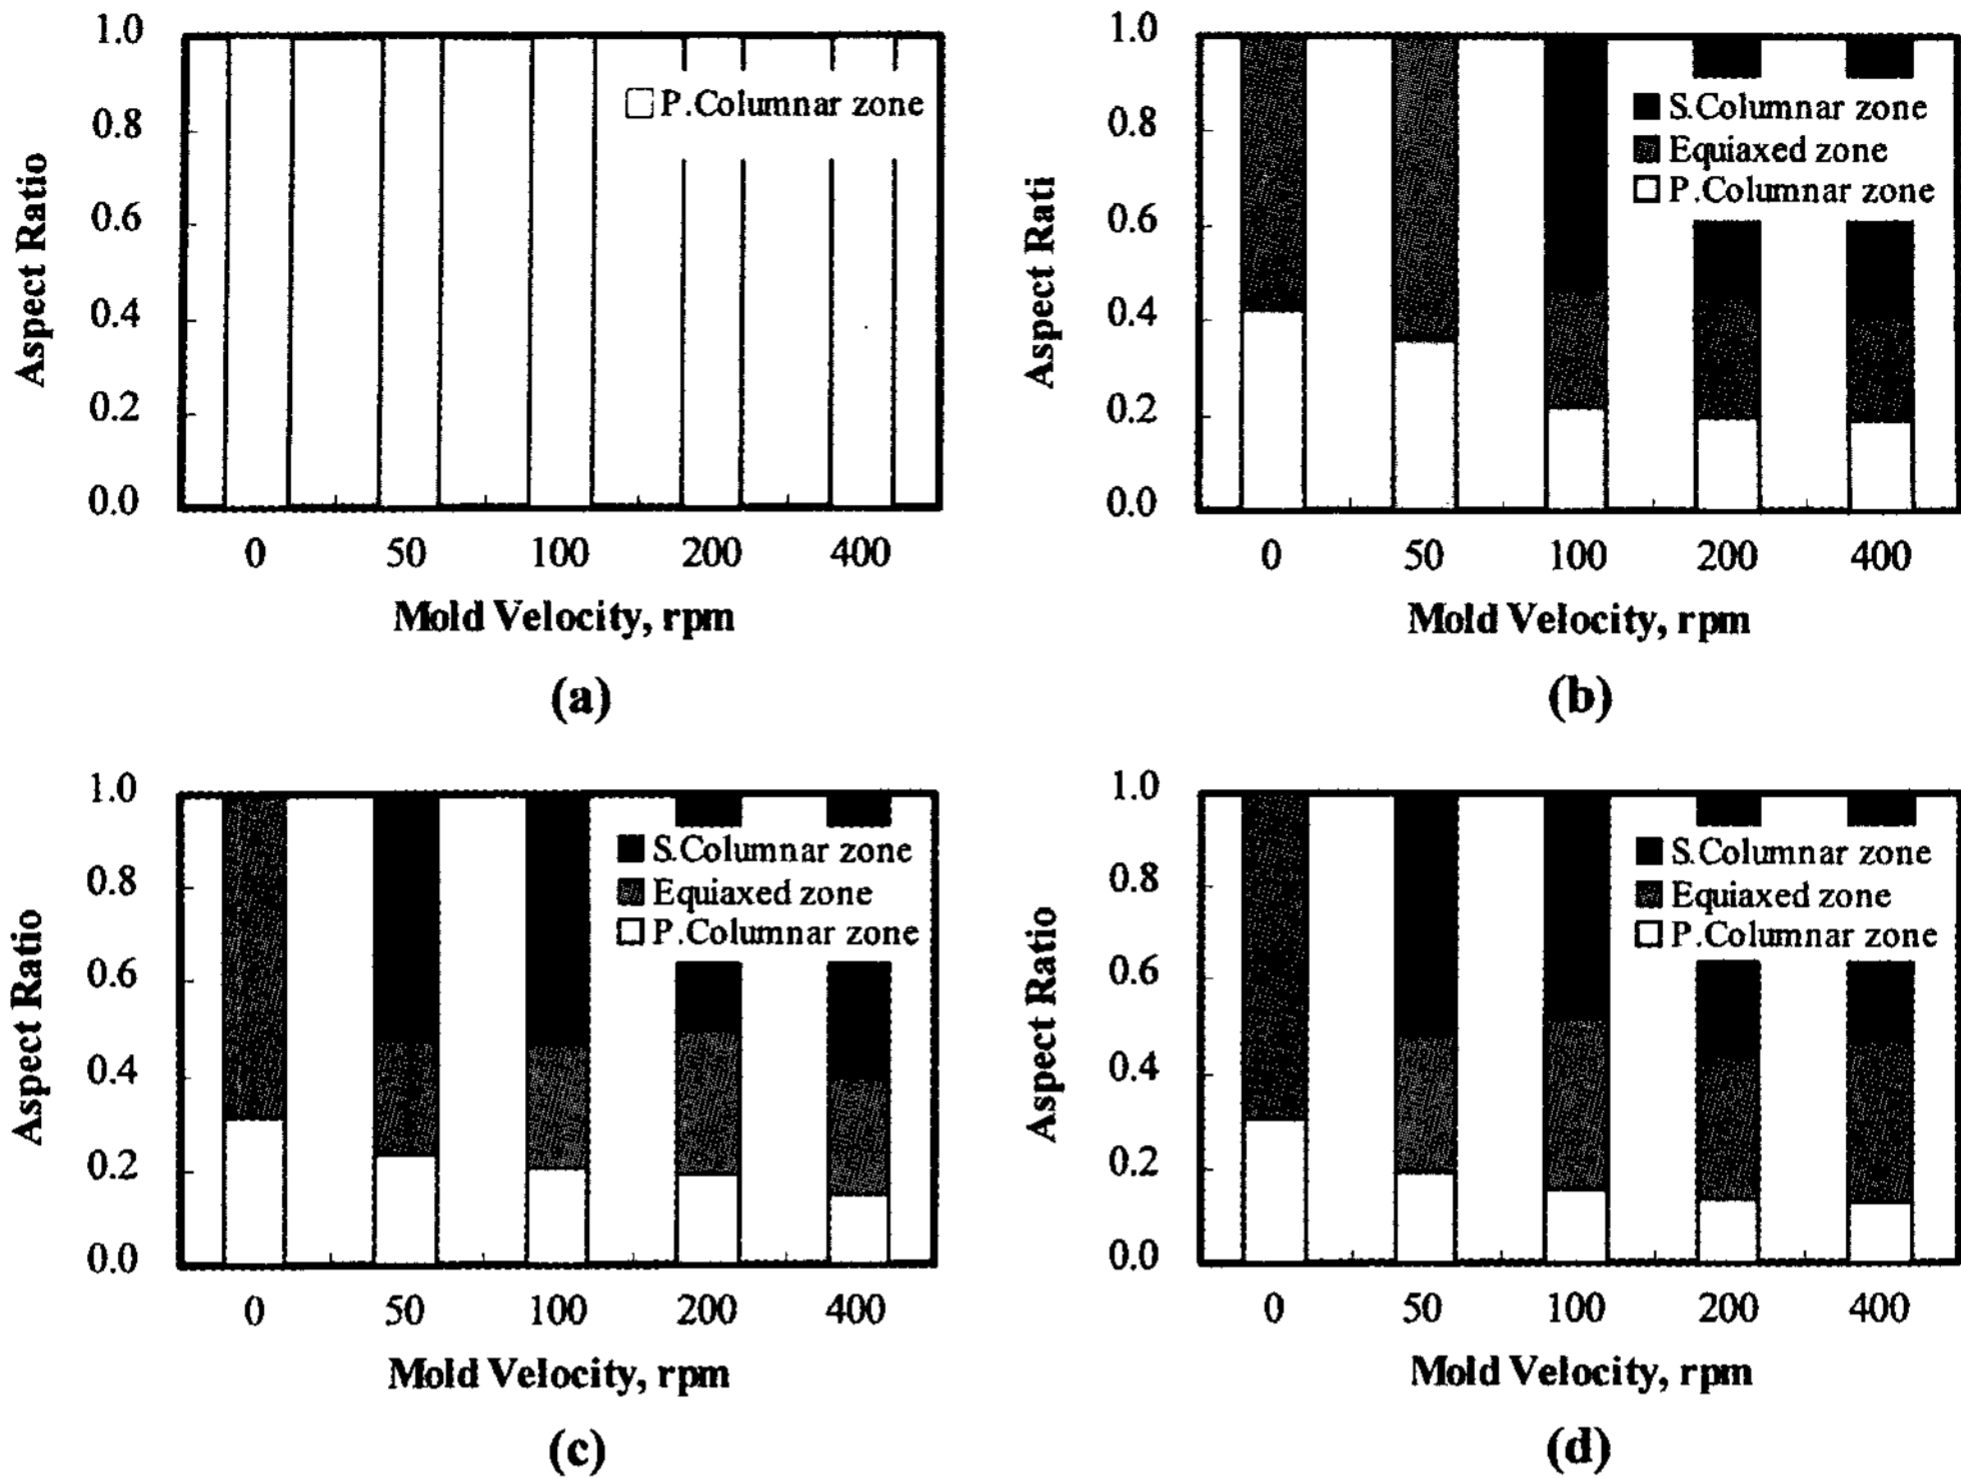 1.0
0.8
0.6
0.4
0.2
0.0
Aspect Ratio
P.Columnar zone
0 50 100 200 400
Mold Velocity, rpm
(a)
1.0
0.8
0.6
0.4
0.2
0.0
Aspect Rati
S.Columnar zone
Equiaxed zone
P.Columnar zone
0 50 100 200 400
Mold Velocity, rpm
(b)
1.0
0.8
0.6
0.4
0.2
0.0
Aspect Ratio
S.Columnar zone
Equiaxed zone
P.Columnar zone
0 50 100 200 400
Mold Velocity, rpm
(c)
1.0
0.8
0.6
0.4
0.2
0.0
Aspect Ratio
S.Columnar zone
Equiaxed zone
P.Columnar zone
0 50 100 200 400
Mold Velocity, rpm
(d)